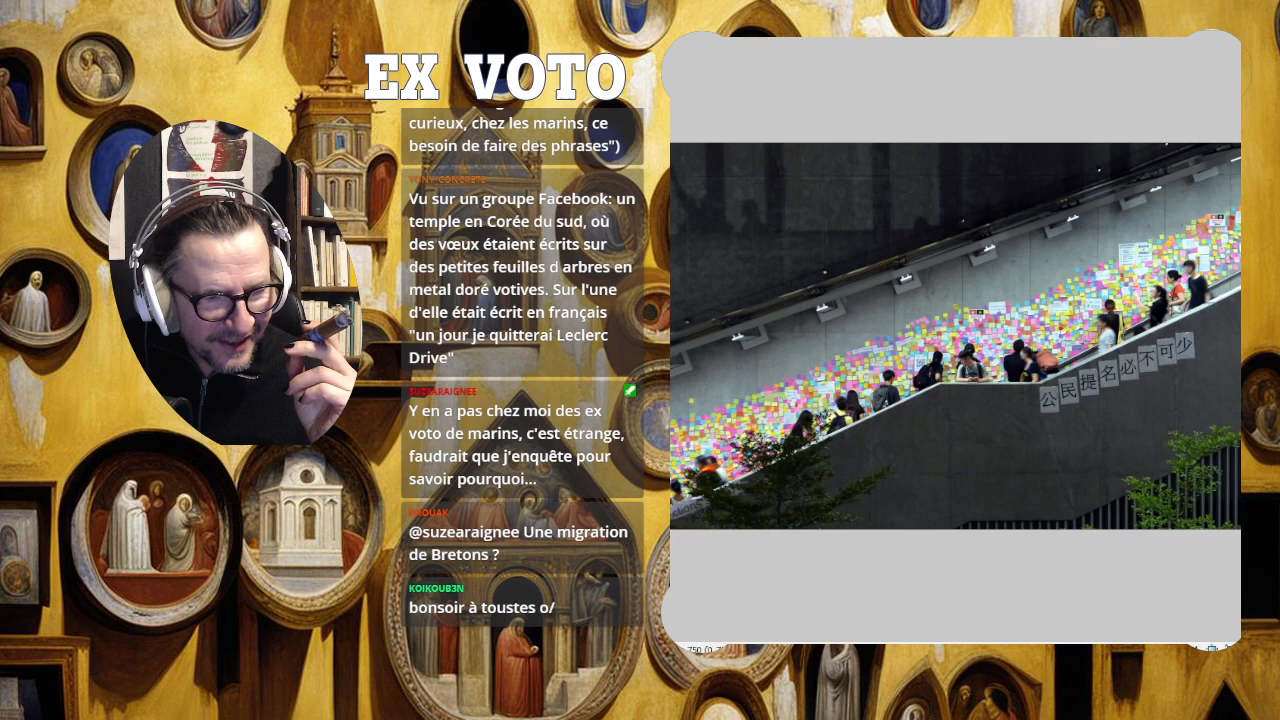 EX VOTO
curieux, chez les marins, ce
besoin de faire des phrases")
TONY_CONCRETE
Vu sur un groupe Facebook: un
temple en Corée du sud, où
des vœux étaient écrits sur
des petites feuilles d arbres en
metal doré votives. Sur l'une
d'elle était écrit en français
"un jour je quitterai Leclerc
Drive"
SUZEARAIGNEE
Y en a pas chez moi des ex
voto de marins, c'est étrange,
faudrait que j'enquête pour
savoir pourquoi...
@suzearaignee Une migration
de Bretons ?
KOIKOUB3N
bonsoir à toustes o/
公民提名必不可少